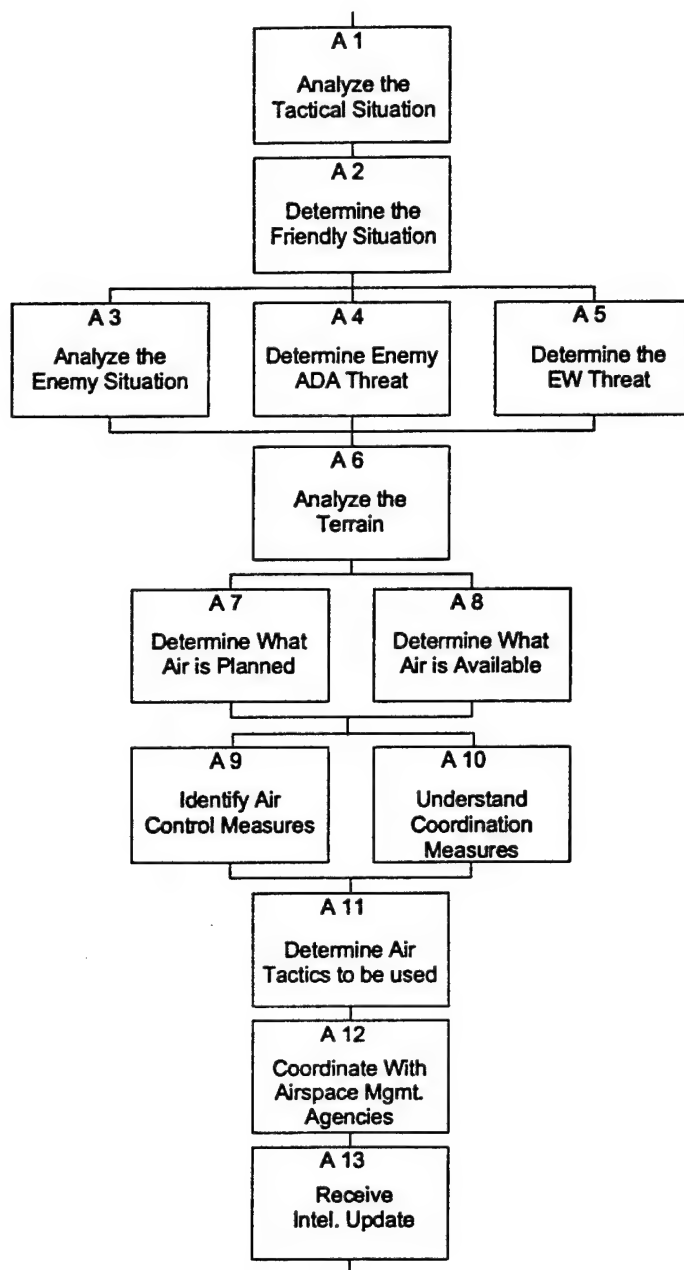 A 1
Analyze the
Tactical Situation
A 2
Determine the
Friendly Situation
A 3
Analyze the
Enemy Situation
A 4
Determine Enemy
ADA Threat
A 5
Determine the
EW Threat
A 6
Analyze the
Terrain
A 7
Determine What
Air is Planned
A 8
Determine What
Air is Available
A 9
Identify Air
Control Measures
A 10
Understand
Coordination
Measures
A 11
Determine Air
Tactics to be used
A 12
Coordinate With
Airspace Mgmt.
Agencies
A 13
Receive
Intel. Update